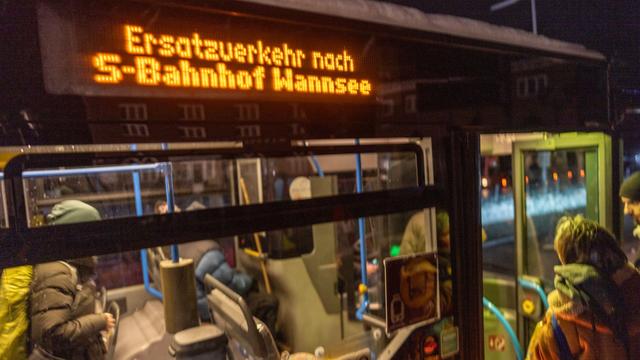 Ersatzverkehr nach
S-Bahnhof Wannsee